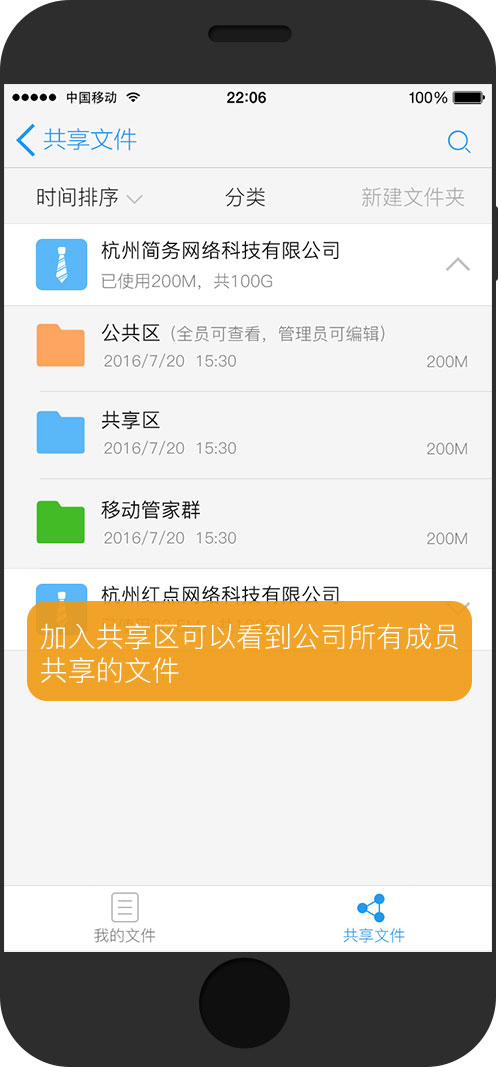 中国移动 22:06 100%
共享文件
时间排序 分类 新建文件夹
杭州简务网络科技有限公司
已使用200M，共100G
公共区（全员可查看，管理员可编辑）
2016/7/20 15:30 200M
共享区
2016/7/20 15:30 200M
移动管家群
2016/7/20 15:30 200M
杭州红点网络科技有限公司
加入共享区可以看到公司所有成员
共享的文件
我的文件 共享文件